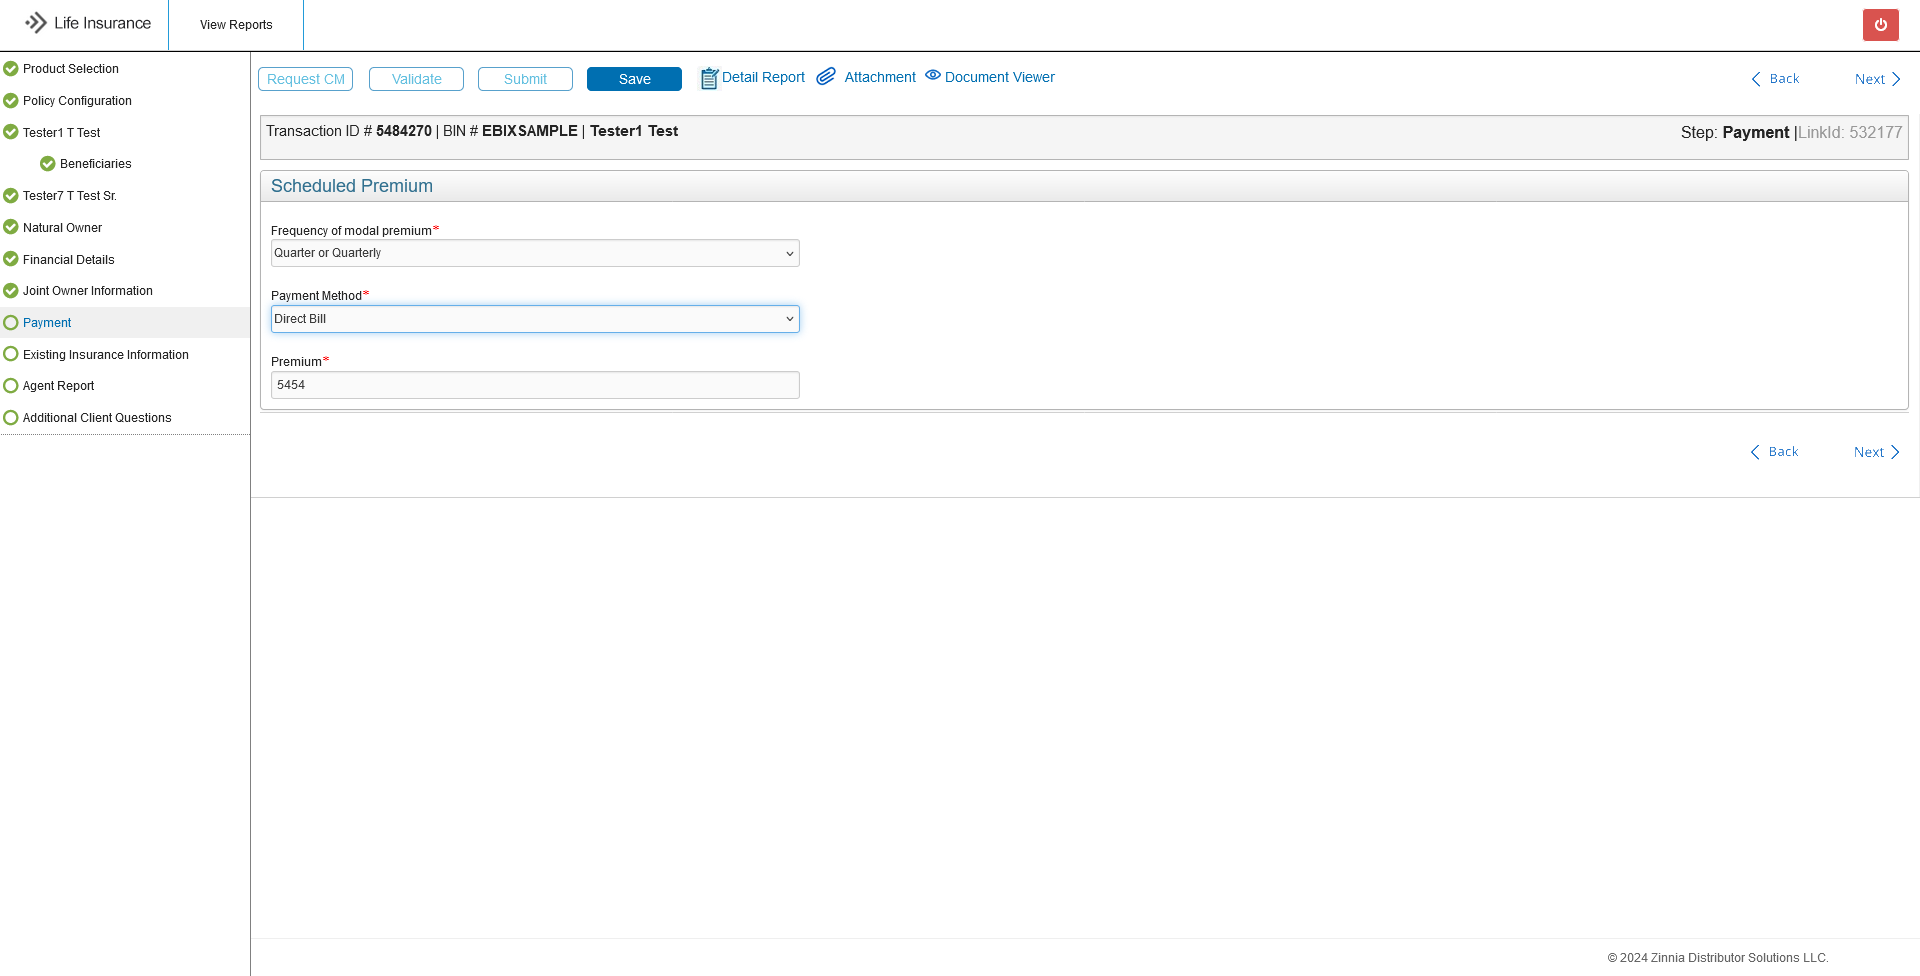 Life Insurance
View Reports
Product Selection
Policy Configuration
Tester1 T Test
Beneficiaries
Tester7 T Test Sr.
Natural Owner
Financial Details
Joint Owner Information
Payment
Existing Insurance Information
Agent Report
Additional Client Questions
Request CM
Validate
Submit
Save
Detail Report
Attachment
Document Viewer
Back
Next
Transaction ID # 5484270 | BIN # EBIXSAMPLE | Tester1 Test
Step: Payment |LinkId: 532177
Scheduled Premium
Frequency of modal premium*
Quarter or Quarterly
Payment Method*
Direct Bill
Premium*
5454
Back
Next
© 2024 Zinnia Distributor Solutions LLC.